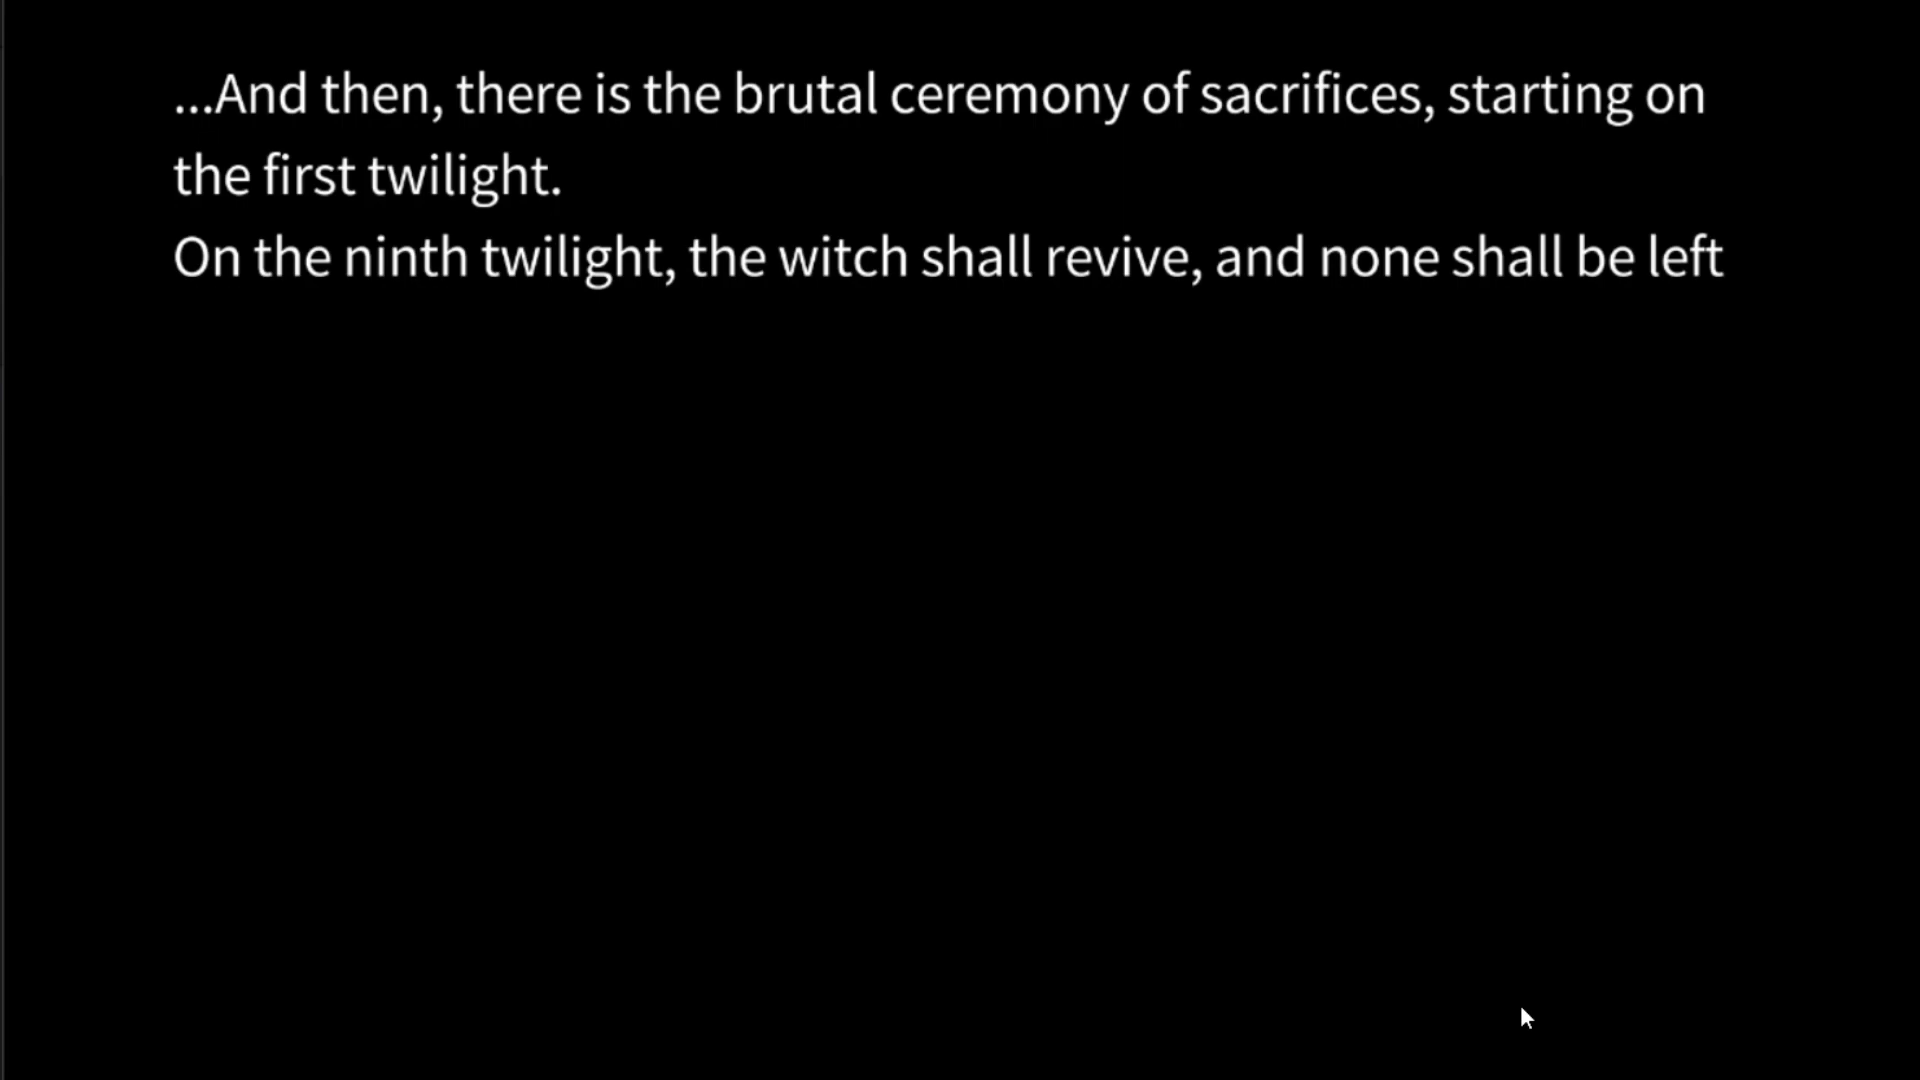 ...And then, there is the brutal ceremony of sacrifices, starting on
the first twilight.
On the ninth twilight, the witch shall revive, and none shall be left